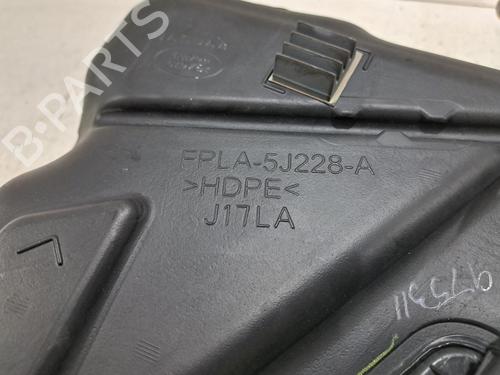 FPLA-5J228-A
>HDPE<
J17LA
97531
B-PARTS